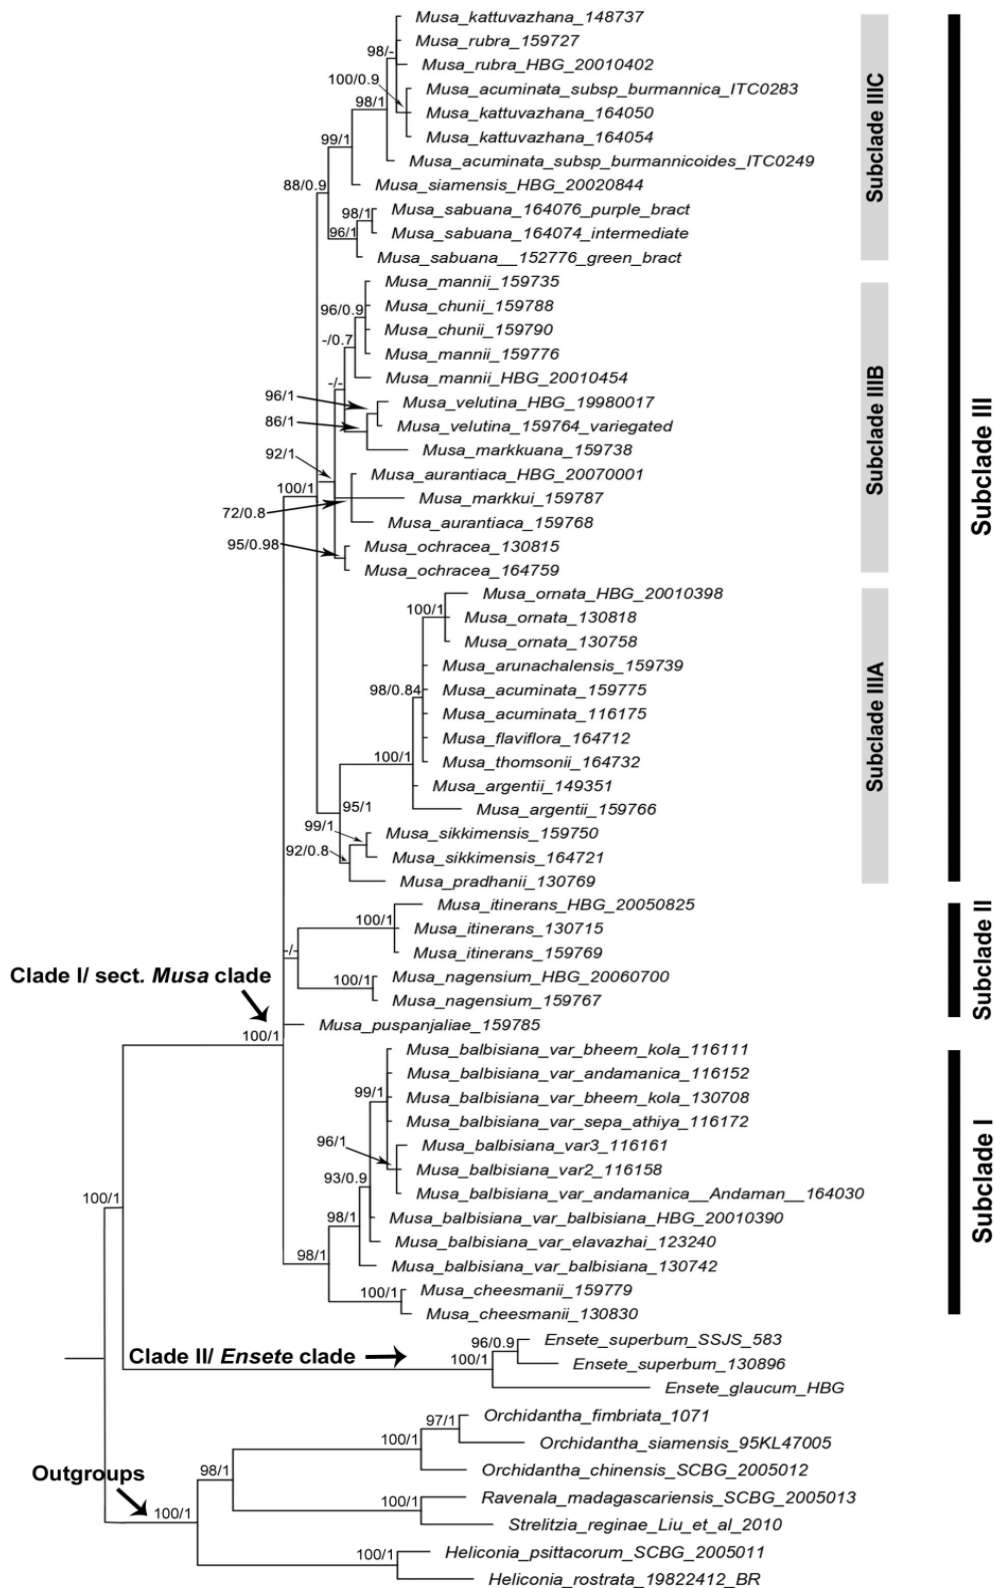 Musa_kattuvazhana_148737
98/-
Musa_rubra_159727
Musa_rubra_HBG_20010402
100/0.9
Musa_acuminata_subsp_burmannica_ITC0283
98/1
Musa_kattuvazhana_164050
Musa_kattuvazhana_164054
99/1
Musa_acuminata_subsp_burmannicoides_ITC0249
88/0.9
Musa_siamensis_HBG_20020844
98/1
Musa_sabuana_164076_purple_bract
96/1
Musa_sabuana_164074_intermediate
Musa_sabuana__152776_green_bract
Subclade IIIC
Musa_mannii_159735
96/0.9
Musa_chunii_159788
-/0.7
Musa_chunii_159790
Musa_mannii_159776
-/-
Musa_mannii_HBG_20010454
96/1
Musa_velutina_HBG_19980017
86/1
Musa_velutina_159764_variegated
Musa_markkuana_159738
92/1
Musa_aurantiaca_HBG_20070001
100/1
Musa_markkui_159787
72/0.8
Musa_aurantiaca_159768
95/0.98
Musa_ochracea_130815
Musa_ochracea_164759
Subclade IIIB
Musa_ornata_HBG_20010398
100/1
Musa_ornata_130818
Musa_ornata_130758
Musa_arunachalensis_159739
98/0.84
Musa_acuminata_159775
Musa_acuminata_116175
Musa_flaviflora_164712
100/1
Musa_thomsonii_164732
Musa_argentii_149351
95/1
Musa_argentii_159766
99/1
Musa_sikkimensis_159750
92/0.8
Musa_sikkimensis_164721
Musa_pradhanii_130769
Subclade IIIA
Subclade III
Musa_itinerans_HBG_20050825
100/1
Musa_itinerans_130715
-/-
Musa_itinerans_159769
100/1
Musa_nagensium_HBG_20060700
Musa_nagensium_159767
Subclade II
Clade I/ sect. Musa clade
100/1
Musa_puspanjaliae_159785
Musa_balbisiana_var_bheem_kola_116111
Musa_balbisiana_var_andamanica_116152
99/1
Musa_balbisiana_var_bheem_kola_130708
Musa_balbisiana_var_sepa_athiya_116172
96/1
Musa_balbisiana_var3_116161
Musa_balbisiana_var2_116158
93/0.9
Musa_balbisiana_var_andamanica__Andaman__164030
98/1
Musa_balbisiana_var_balbisiana_HBG_20010390
Musa_balbisiana_var_elavazhai_123240
98/1
Musa_balbisiana_var_balbisiana_130742
100/1
Musa_cheesmanii_159779
Musa_cheesmanii_130830
Subclade I
100/1
Clade II/ Ensete clade
96/0.9
Ensete_superbum_SSJS_583
100/1
Ensete_superbum_130896
Ensete_glaucum_HBG
Outgroups
100/1
97/1
Orchidantha_fimbriata_1071
100/1
Orchidantha_siamensis_95KL47005
98/1
Orchidantha_chinensis_SCBG_2005012
100/1
Ravenala_madagascariensis_SCBG_2005013
Strelitzia_reginae_Liu_et_al_2010
100/1
Heliconia_psittacorum_SCBG_2005011
Heliconia_rostrata_19822412_BR